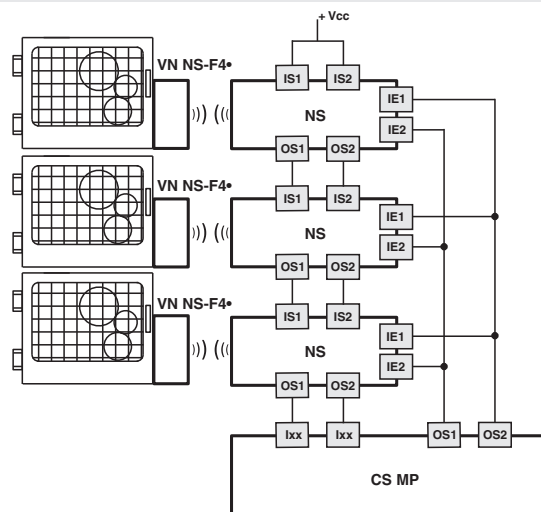 + Vcc
VN NS-F4•
IS1 IS2
NS
IE1
IE2
OS1 OS2
VN NS-F4•
IS1 IS2
NS
IE1
IE2
OS1 OS2
VN NS-F4•
IS1 IS2
NS
IE1
IE2
OS1 OS2
Ixx Ixx OS1 OS2
CS MP